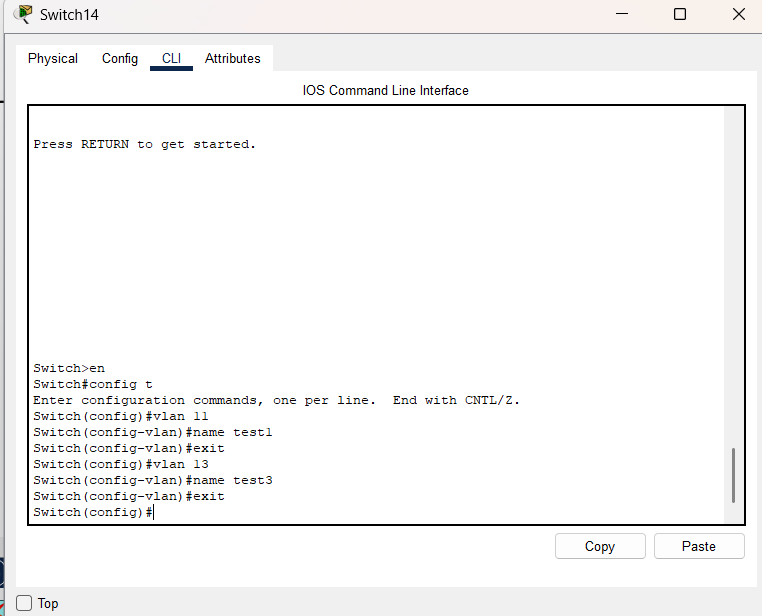 Switch14
Physical Config CLI Attributes
IOS Command Line Interface
Press RETURN to get started.
Switch>en
Switch#config t
Enter configuration commands, one per line.  End with CNTL/Z.
Switch(config)#vlan 11
Switch(config-vlan)#name test1
Switch(config-vlan)#exit
Switch(config)#vlan 13
Switch(config-vlan)#name test3
Switch(config-vlan)#exit
Switch(config)#
Copy Paste
Top